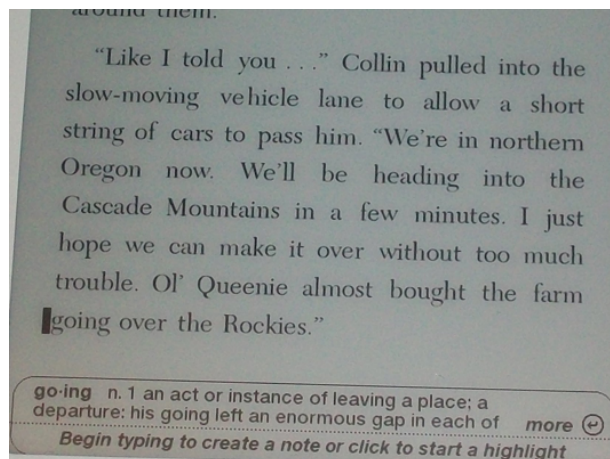 around them.
“Like I told you . . .” Collin pulled into the
slow-moving vehicle lane to allow a short
string of cars to pass him. “We’re in northern
Oregon now. We’ll be heading into the
Cascade Mountains in a few minutes. I just
hope we can make it over without too much
trouble. Ol’ Queenie almost bought the farm
going over the Rockies.”
go·ing n. 1 an act or instance of leaving a place; a
departure: his going left an enormous gap in each of more
Begin typing to create a note or click to start a highlight